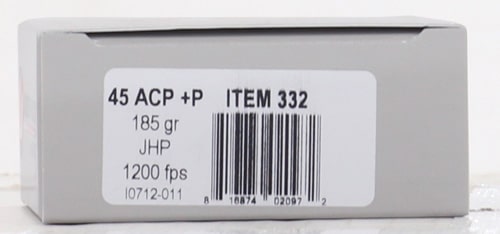 45 ACP +P ITEM 332
185 gr
JHP
1200 fps
I0712-011
8 16874 02097 2